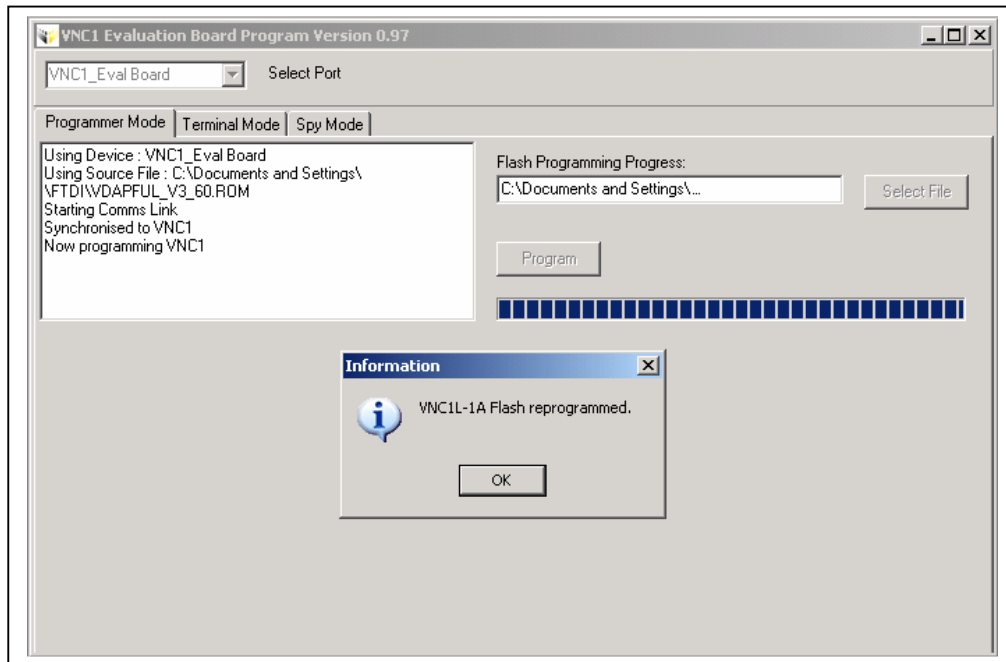 VNC1 Evaluation Board Program Version 0.97
VNC1_Eval Board
Select Port
Programmer Mode
Terminal Mode
Spy Mode
Using Device : VNC1_Eval Board
Using Source File : C:\Documents and Settings\
\FTDI\VDAPFUL_V3_60.ROM
Starting Comms Link
Synchronised to VNC1
Now programming VNC1
Flash Programming Progress:
C:\Documents and Settings\...
Select File
Program
Information
VNC1L-1A Flash reprogrammed.
OK